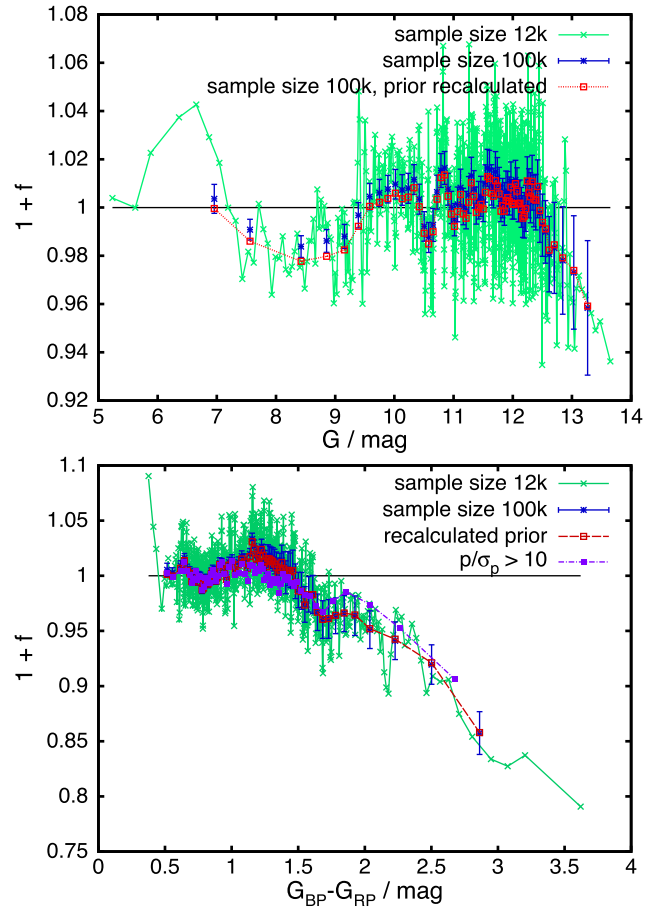 1.08
1.06
1.04
1.02
1
0.98
0.96
0.94
0.92
1 + f
sample size 12k
sample size 100k
sample size 100k, prior recalculated
5 6 7 8 9 10 11 12 13 14
G / mag
1.1
1.05
1
0.95
0.9
0.85
0.8
0.75
1 + f
sample size 12k
sample size 100k
recalculated prior
p/σp > 10
0 0.5 1 1.5 2 2.5 3 3.5 4
GBP-GRP / mag